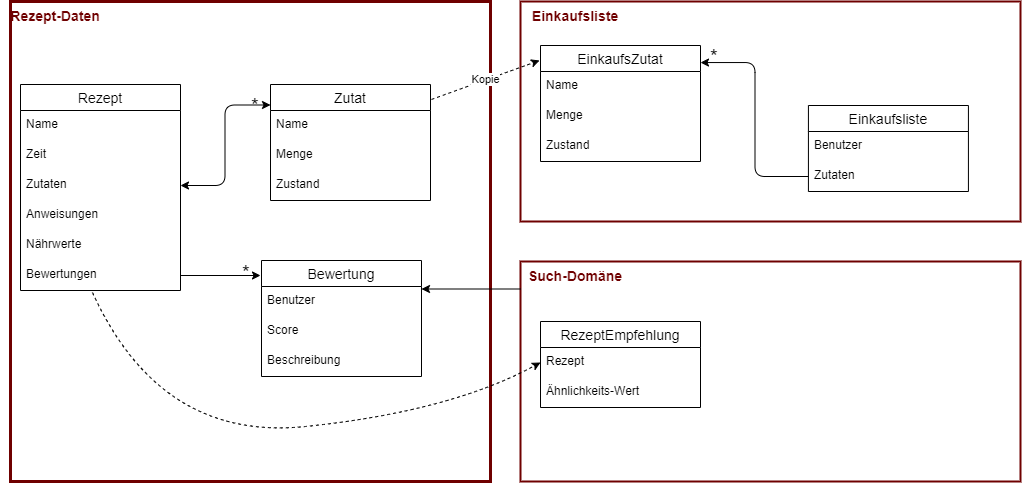 Rezept-Daten
Rezept
Name
Zeit
Zutaten
Anweisungen
Nährwerte
Bewertungen
*
Zutat
Name
Menge
Zustand
*
Bewertung
Benutzer
Score
Beschreibung
Kopie
Einkaufsliste
EinkaufsZutat
Name
Menge
Zustand
*
Einkaufsliste
Benutzer
Zutaten
Such-Domäne
RezeptEmpfehlung
Rezept
Ähnlichkeits-Wert